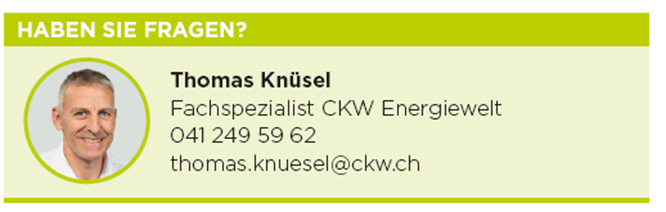 HABEN SIE FRAGEN?
Thomas Knüsel
Fachspezialist CKW Energiewelt
041 249 59 62
thomas.knuesel@ckw.ch